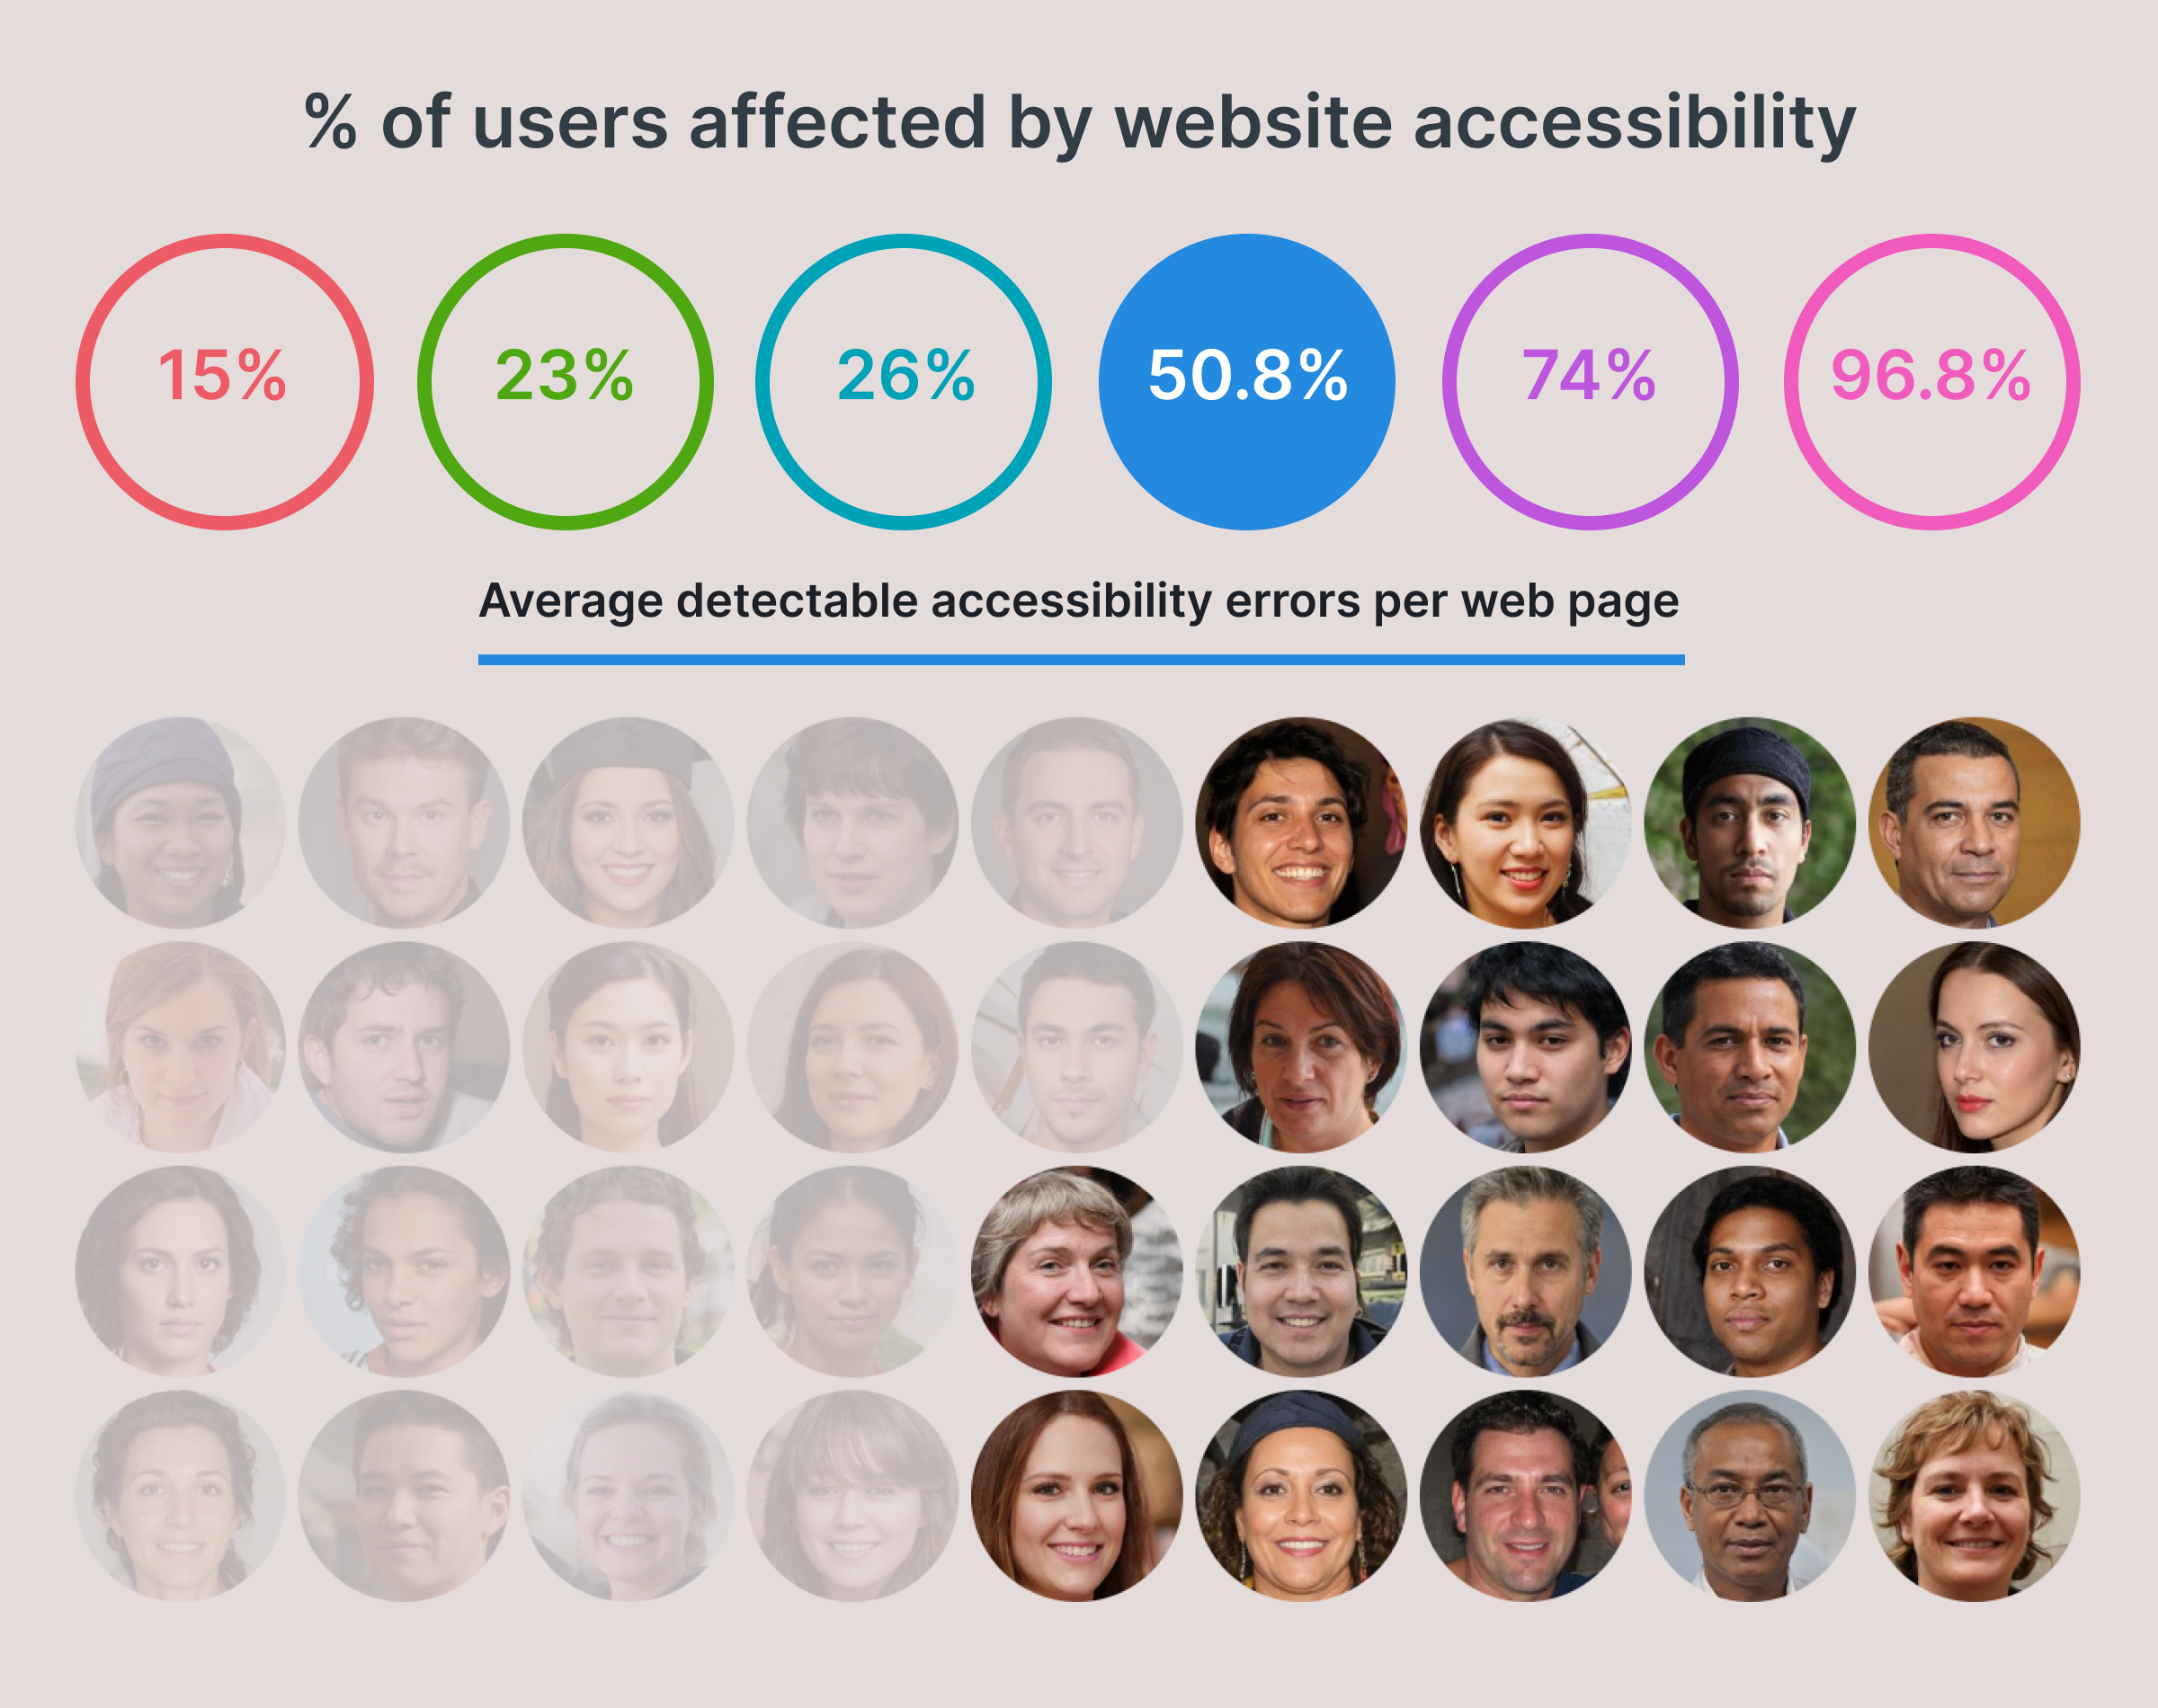 % of users affected by website accessibility
15% 23% 26% 50.8% 74% 96.8%
Average detectable accessibility errors per web page